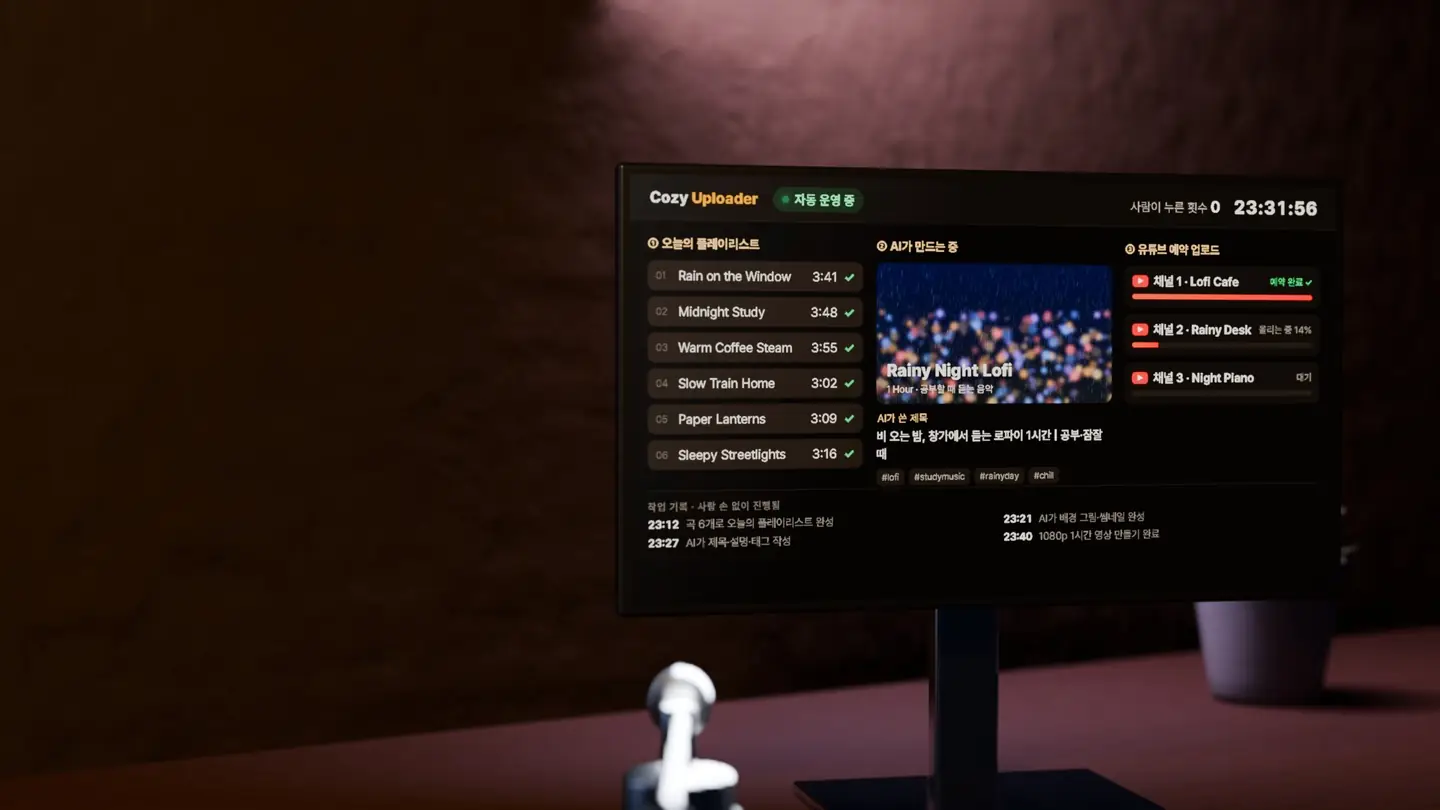 Cozy Uploader
자동 운영 중
사람이 누른 횟수 0
23:31:56
① 오늘의 플레이리스트
01 Rain on the Window 3:41
02 Midnight Study 3:48
03 Warm Coffee Steam 3:55
04 Slow Train Home 3:02
05 Paper Lanterns 3:09
06 Sleepy Streetlights 3:16
② AI가 만드는 중
Rainy Night Lofi
1 Hour · 공부할 때 듣는 음악
AI가 쓴 제목
비 오는 밤, 창가에서 듣는 로파이 1시간 | 공부·잠잘
때
#lofi #studymusic #rainyday #chill
③ 유튜브 예약 업로드
채널 1 · Lofi Cafe 예약 완료
채널 2 · Rainy Desk 올리는 중 14%
채널 3 · Night Piano 대기
작업 기록 · 사람 손 없이 진행됨
23:12 곡 6개로 오늘의 플레이리스트 완성
23:27 AI가 제목·설명·태그 작성
23:21 AI가 배경 그림·썸네일 완성
23:40 1080p 1시간 영상 만들기 완료